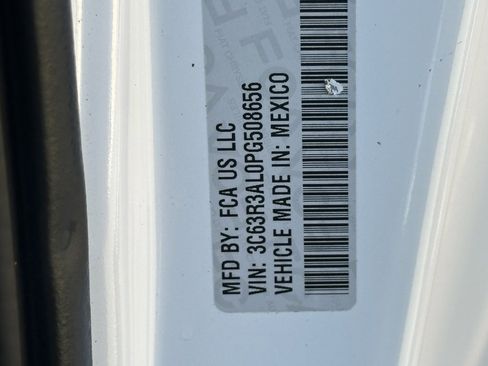 MFD BY: FCA US LLC
VIN: 3C63R3AL0PG508656
VEHICLE MADE IN: MEXICO